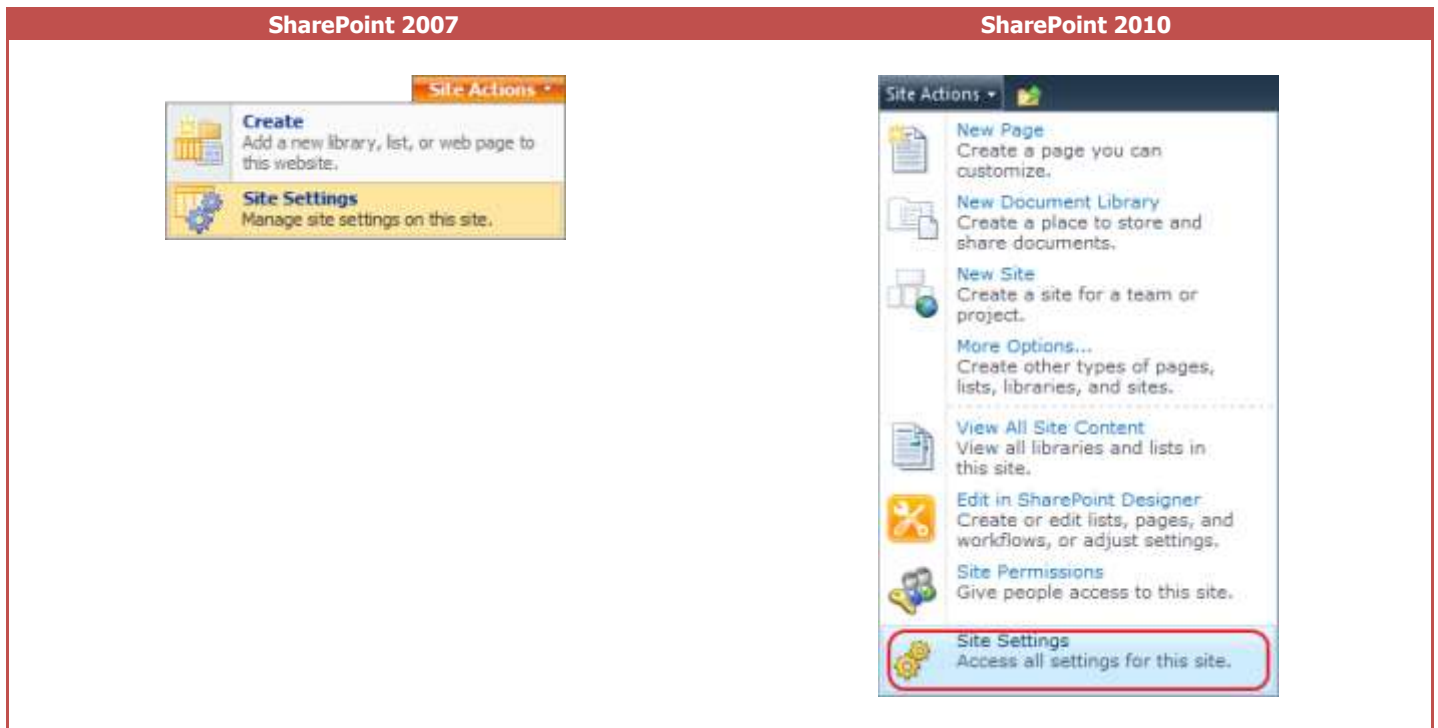 SharePoint 2007
SharePoint 2010
Site Actions
Create
Add a new library, list, or web page to
this website.
Site Settings
Manage site settings on this site.
Site Actions
New Page
Create a page you can
customize.
New Document Library
Create a place to store and
share documents.
New Site
Create a site for a team or
project.
More Options...
Create other types of pages,
lists, libraries, and sites.
View All Site Content
View all libraries and lists in
this site.
Edit in SharePoint Designer
Create or edit lists, pages, and
workflows, or adjust settings.
Site Permissions
Give people access to this site.
Site Settings
Access all settings for this site.